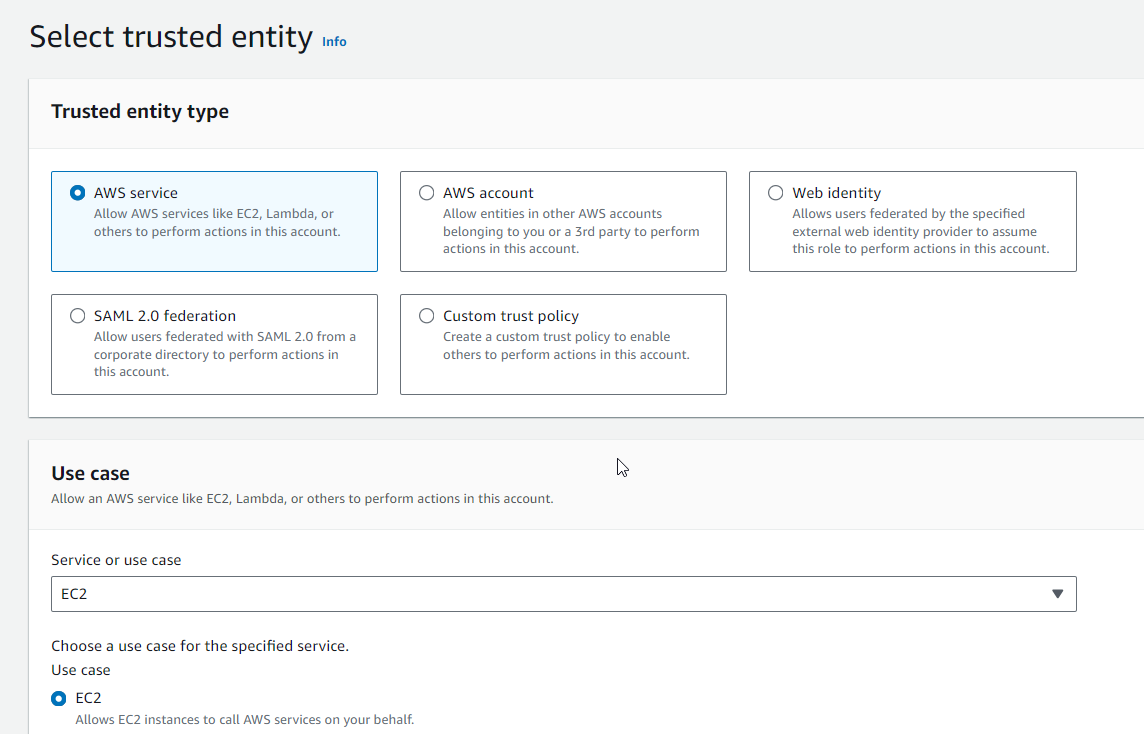 Select trusted entity Info
Trusted entity type
AWS service
Allow AWS services like EC2, Lambda, or
others to perform actions in this account.
AWS account
Allow entities in other AWS accounts
belonging to you or a 3rd party to perform
actions in this account.
Web identity
Allows users federated by the specified
external web identity provider to assume
this role to perform actions in this account.
SAML 2.0 federation
Allow users federated with SAML 2.0 from a
corporate directory to perform actions in
this account.
Custom trust policy
Create a custom trust policy to enable
others to perform actions in this account.
Use case
Allow an AWS service like EC2, Lambda, or others to perform actions in this account.
Service or use case
EC2
Choose a use case for the specified service.
Use case
EC2
Allows EC2 instances to call AWS services on your behalf.